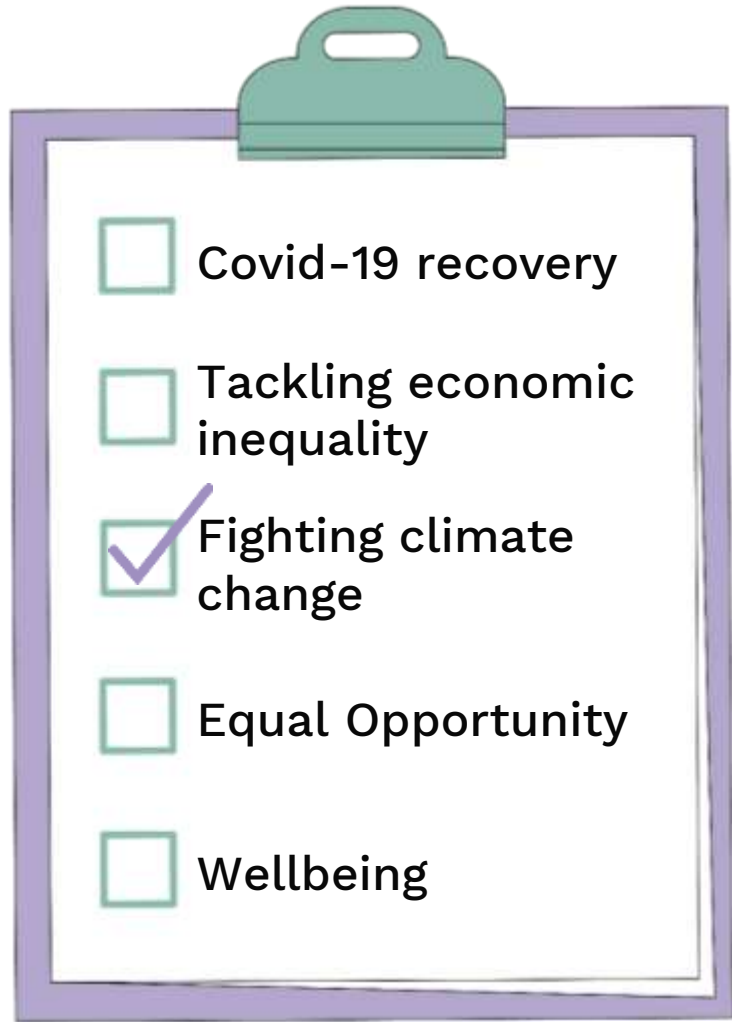 Covid-19 recovery
Tackling economic
inequality
Fighting climate
change
Equal Opportunity
Wellbeing